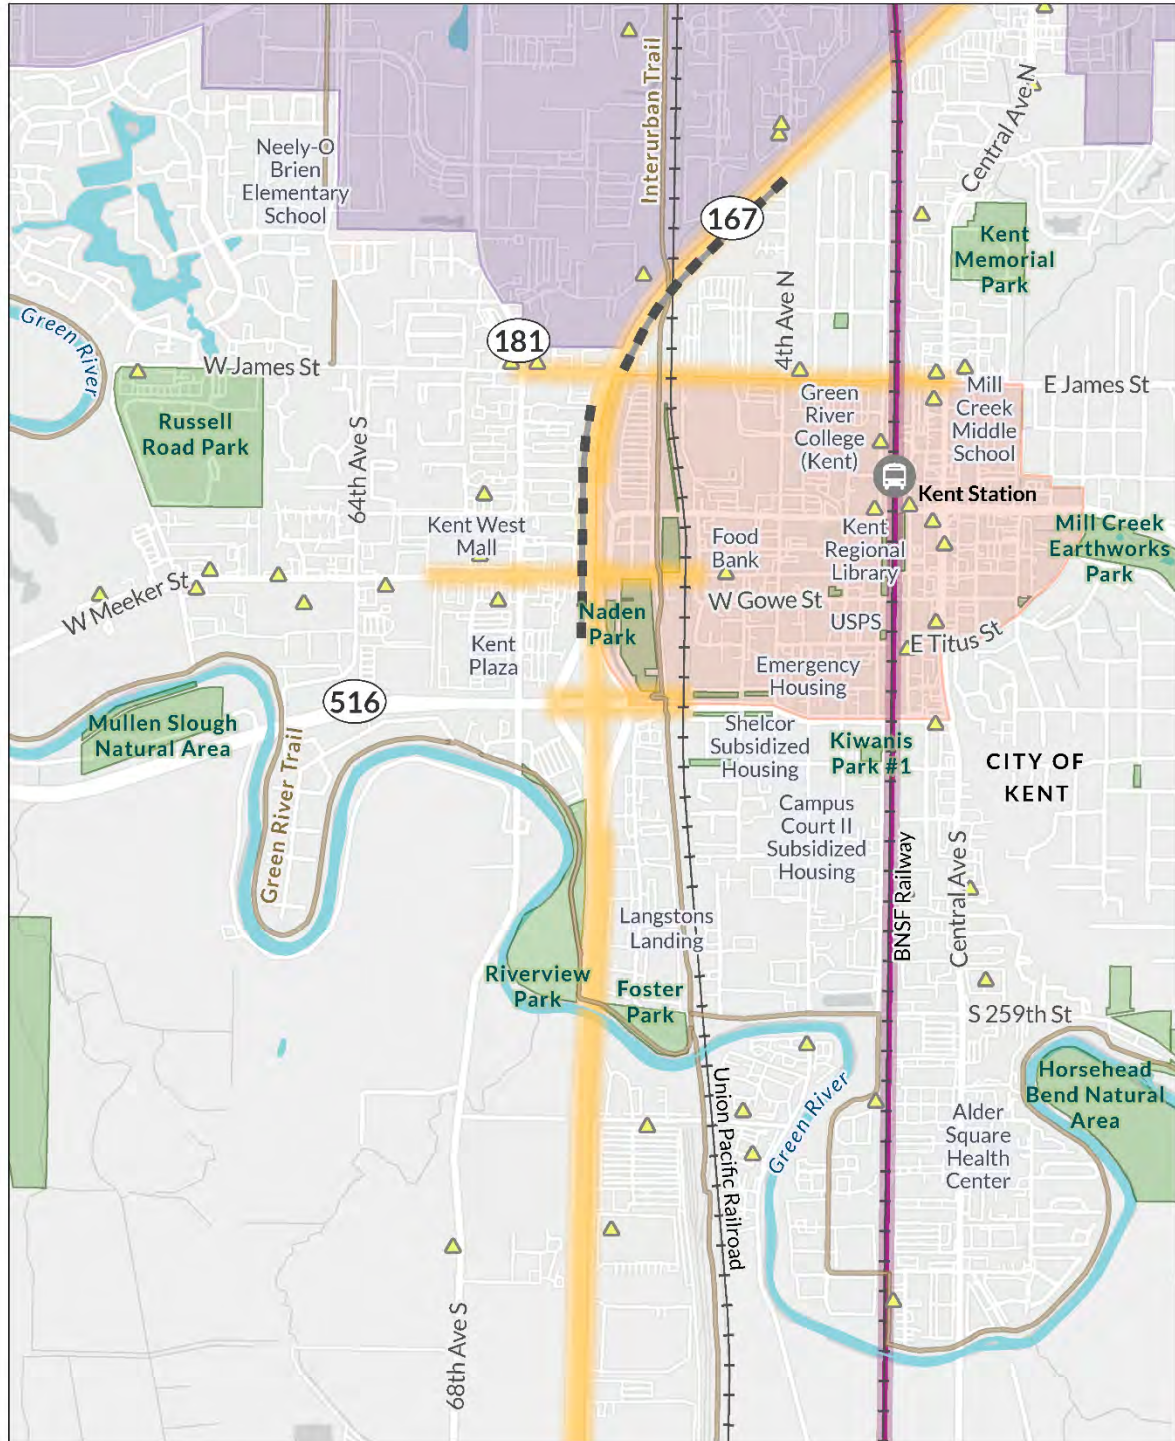 Interurban Trail
Central Ave N
Neely-O
Brien
Elementary
School
167
Kent
Memorial
Park
Green River
181
4th Ave N
W James St
E James St
Russell
Road Park
64th Ave S
Green
River
College
(Kent)
Mill
Creek
Middle
School
Kent Station
Kent West
Mall
Food
Bank
Kent
Regional
Library
Mill Creek
Earthworks
Park
W Meeker St
W Gowe St
Naden
Park
USPS
E Titus St
Kent
Plaza
Emergency
Housing
516
Mullen Slough
Natural Area
Shelcor
Subsidized
Housing
Kiwanis
Park #1
CITY OF
KENT
Green River Trail
Campus
Court II
Subsidized
Housing
BNSF Railway
Central Ave S
Langstons
Landing
Riverview
Park
Foster
Park
S 259th St
Union Pacific Railroad
Green River
Horsehead
Bend Natural
Area
Alder
Square
Health
Center
68th Ave S